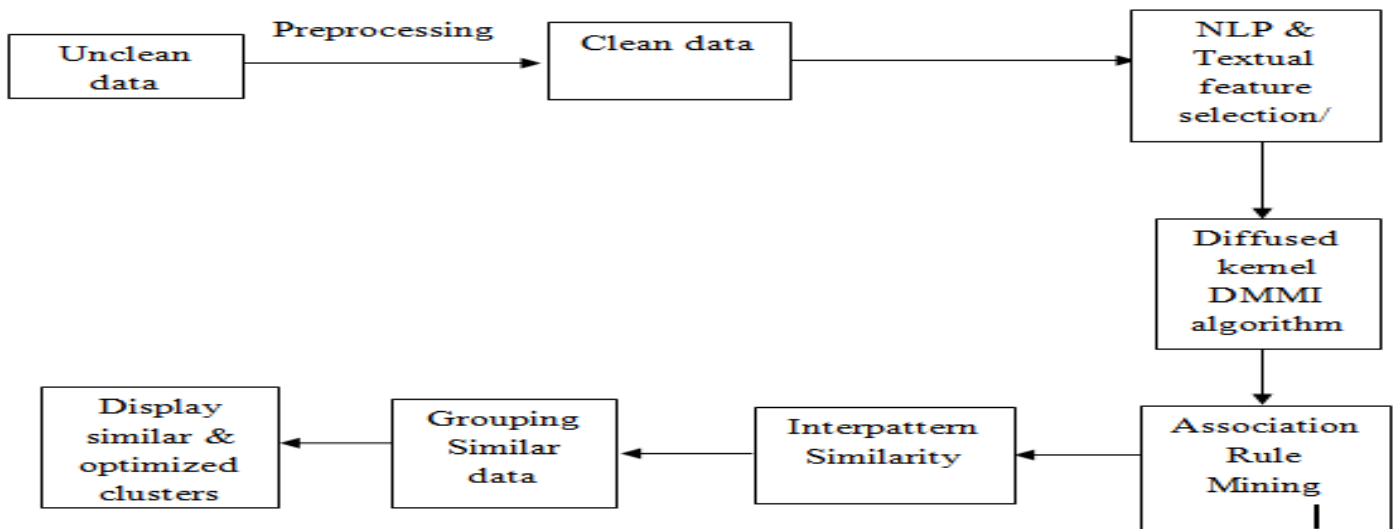 Unclean
data
Preprocessing
Clean data
NLP &
Textual
feature
selection/
Diffused
kernel
DMMI
algorithm
Association
Rule
Mining
Interpattern
Similarity
Grouping
Similar
data
Display
similar &
optimized
clusters